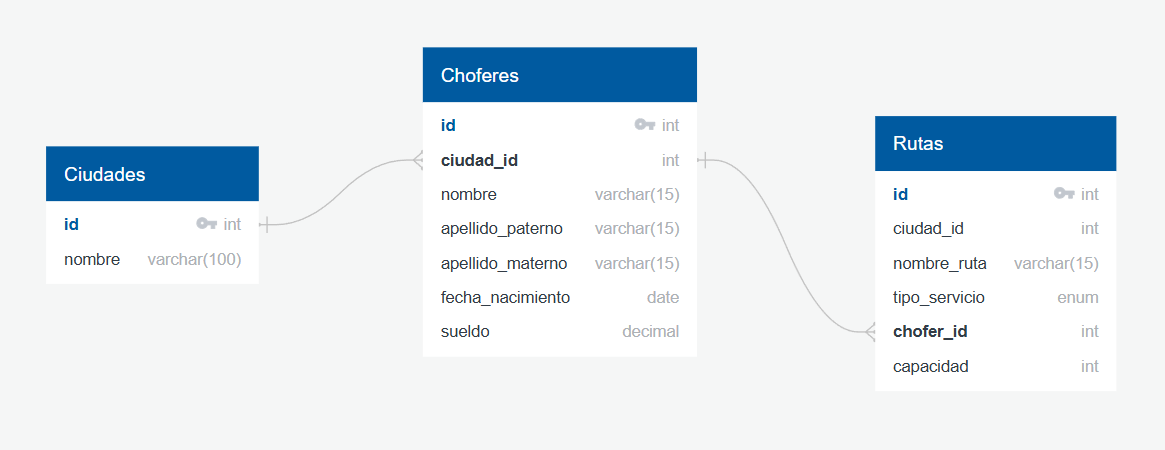 Ciudades
id int
nombre varchar(100)
Choferes
id int
ciudad_id int
nombre varchar(15)
apellido_paterno varchar(15)
apellido_materno varchar(15)
fecha_nacimiento date
sueldo decimal
Rutas
id int
ciudad_id int
nombre_ruta varchar(15)
tipo_servicio enum
chofer_id int
capacidad int